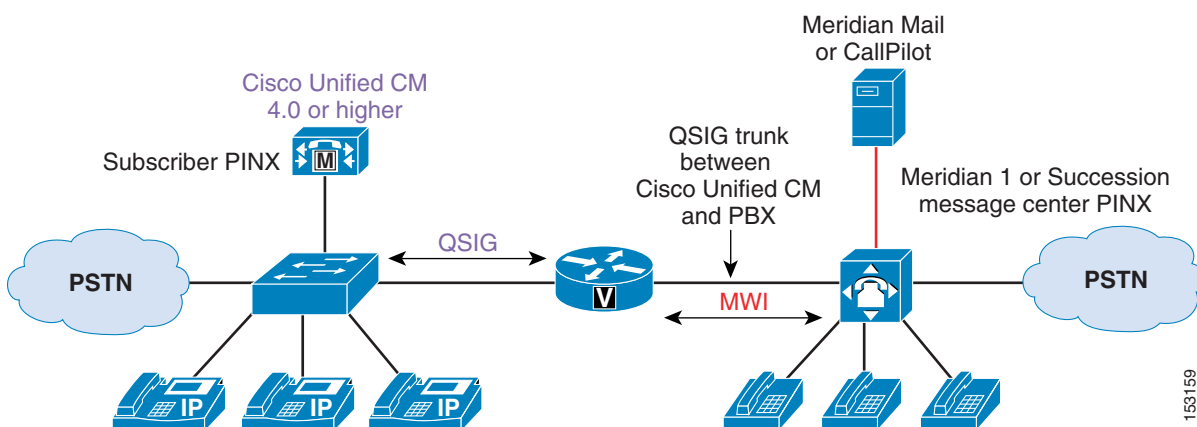 Meridian Mail
or CallPilot
Cisco Unified CM
4.0 or higher
Subscriber PINX
M
QSIG trunk
between
Cisco Unified CM
and PBX
Meridian 1 or Succession
message center PINX
PSTN
QSIG
V
MWI
PSTN
IP
IP
IP
153159